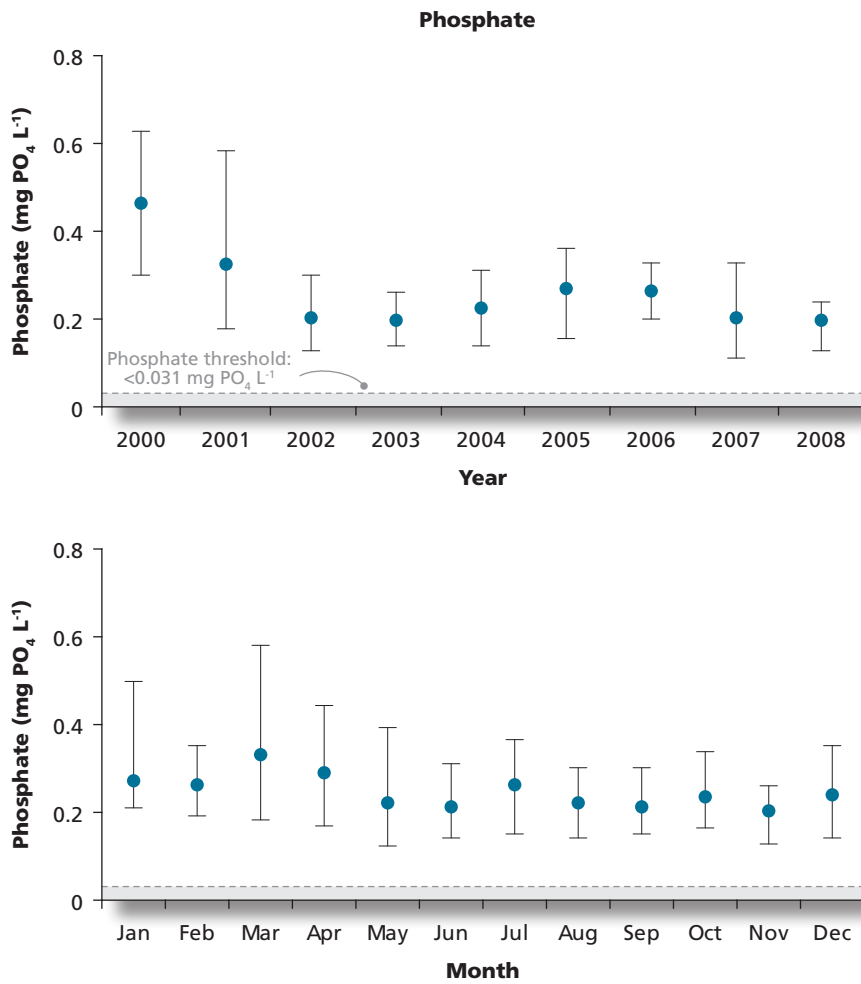 Phosphate
Phosphate (mg PO₄ L⁻¹)
0.8
0.6
0.4
0.2
0
Phosphate threshold:
<0.031 mg PO₄ L⁻¹
2000 2001 2002 2003 2004 2005 2006 2007 2008
Year
Phosphate (mg PO₄ L⁻¹)
0.8
0.6
0.4
0.2
0
Jan Feb Mar Apr May Jun Jul Aug Sep Oct Nov Dec
Month